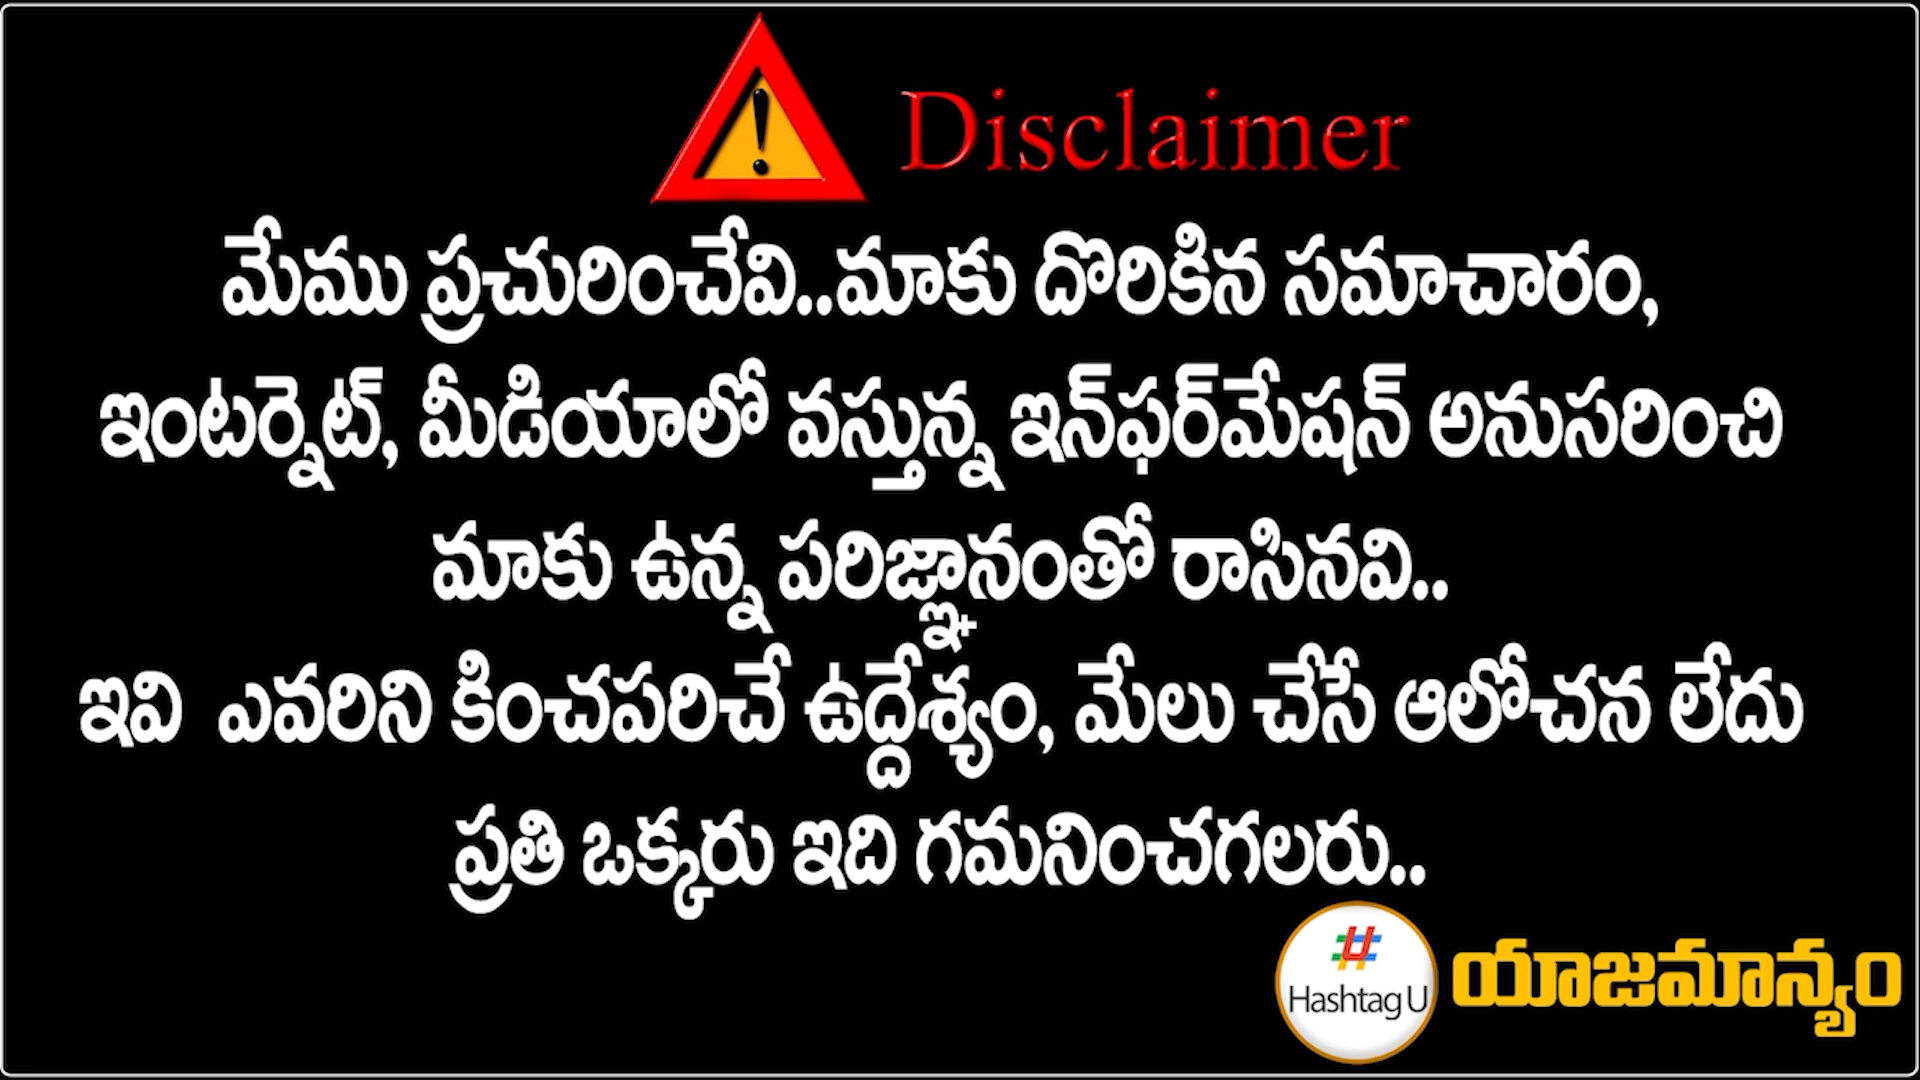 Disclaimer
మేము ప్రచురించేవి..మాకు దొరికిన సమాచారం,
ఇంటర్నెట్, మీడియాలో వస్తున్న ఇన్‌ఫర్‌మేషన్ అనుసరించి
మాకు ఉన్న పరిజ్ఞానంతో రాసినవి..
ఇవి ఎవరిని కించపరిచే ఉద్దేశ్యం, మేలు చేసే ఆలోచన లేదు
ప్రతి ఒక్కరు ఇది గమనించగలరు..
Hashtag U యాజమాన్యం